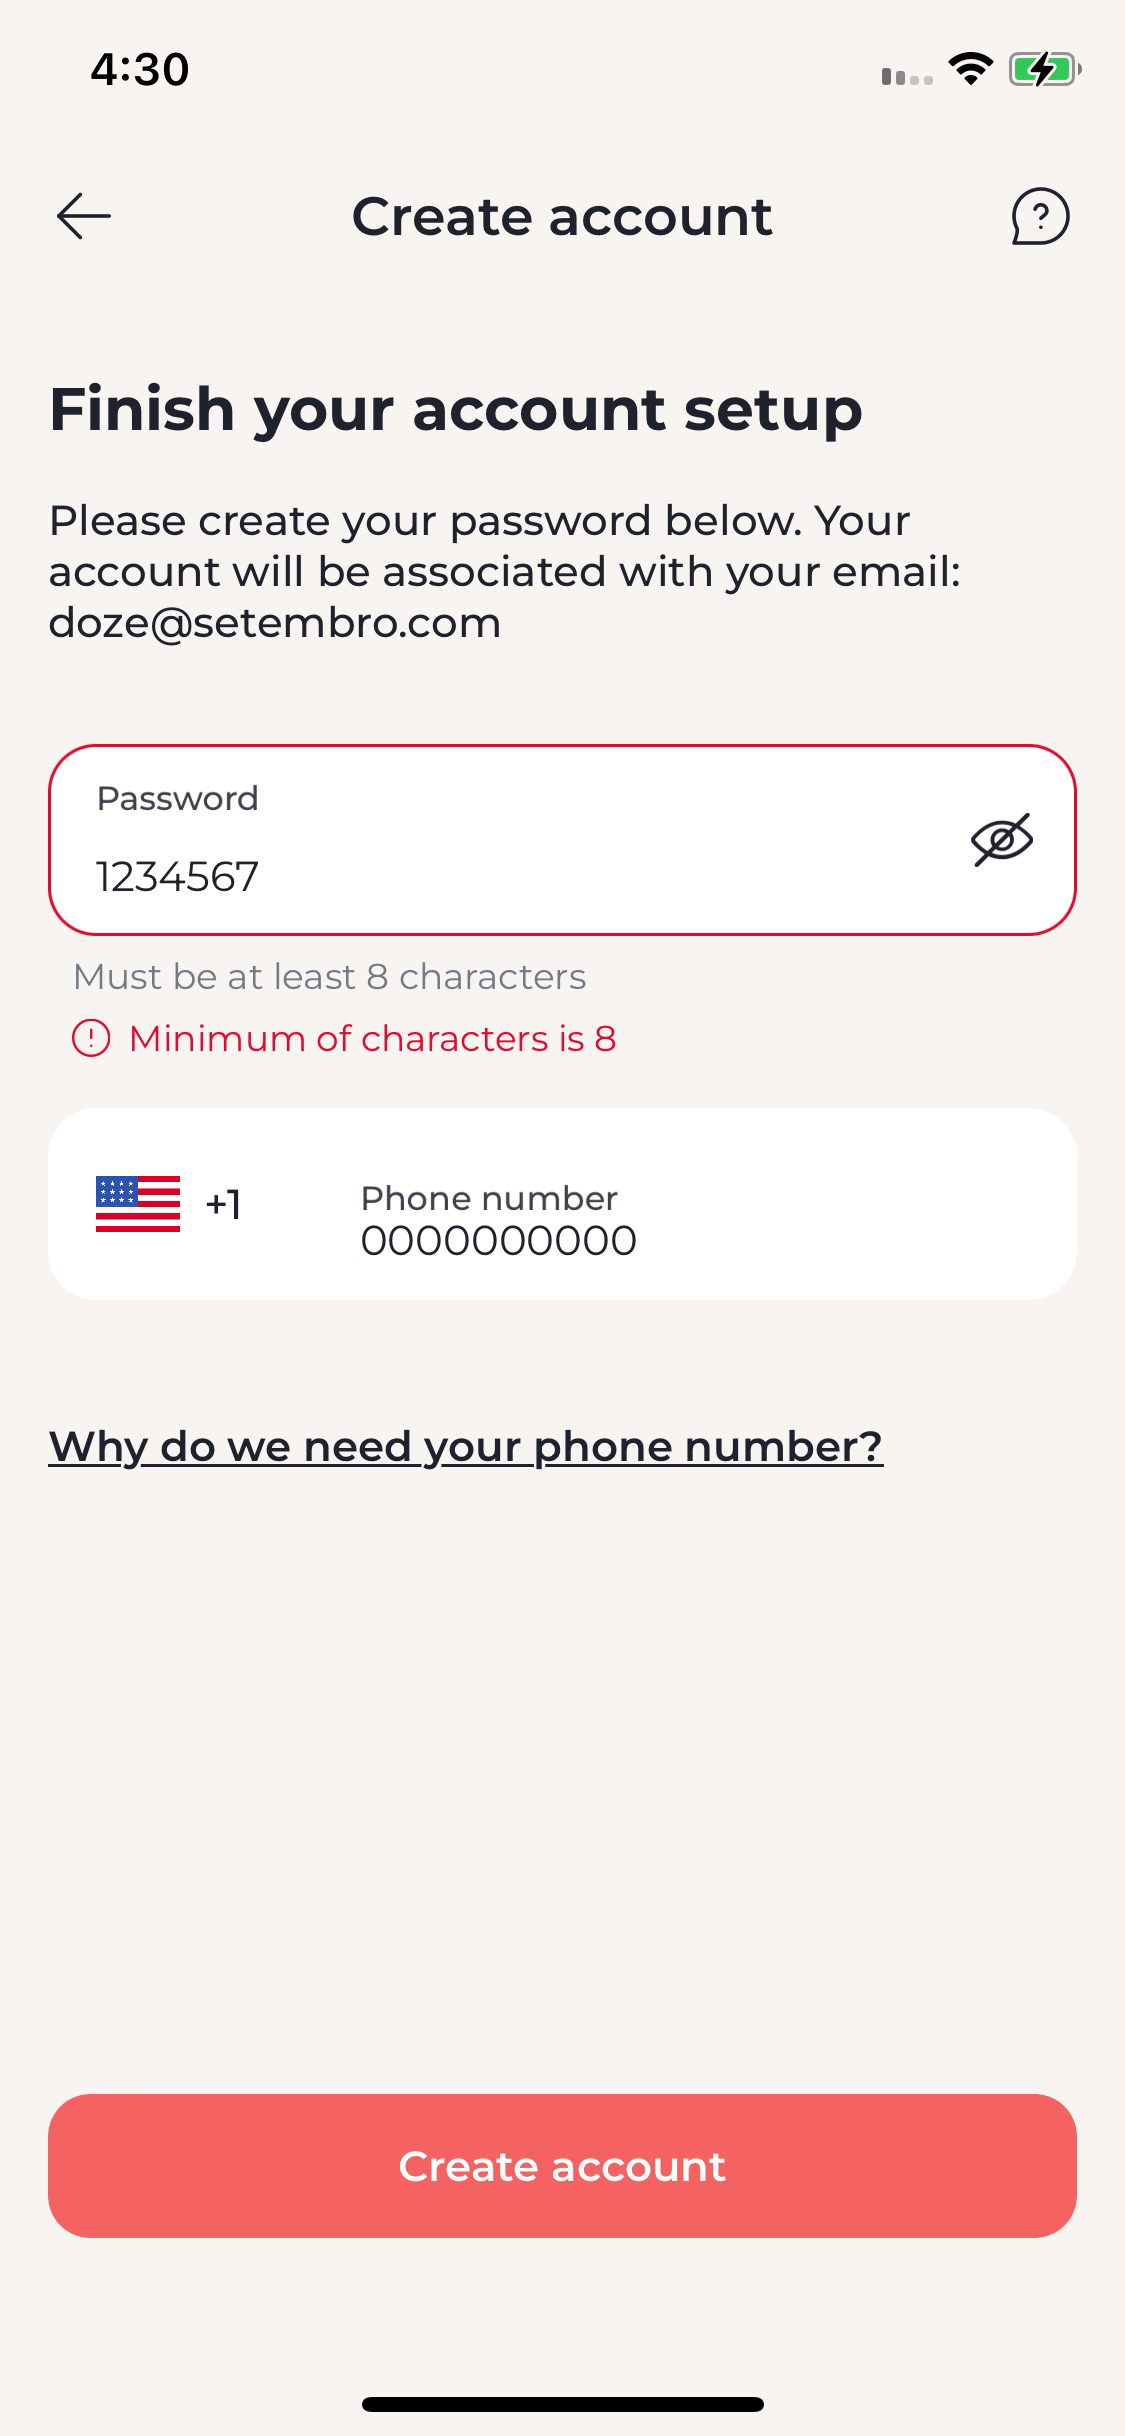 4:30
Create account
Finish your account setup
Please create your password below. Your
account will be associated with your email:
doze@setembro.com
Password
1234567
Must be at least 8 characters
Minimum of characters is 8
+1
Phone number
0000000000
Why do we need your phone number?
Create account